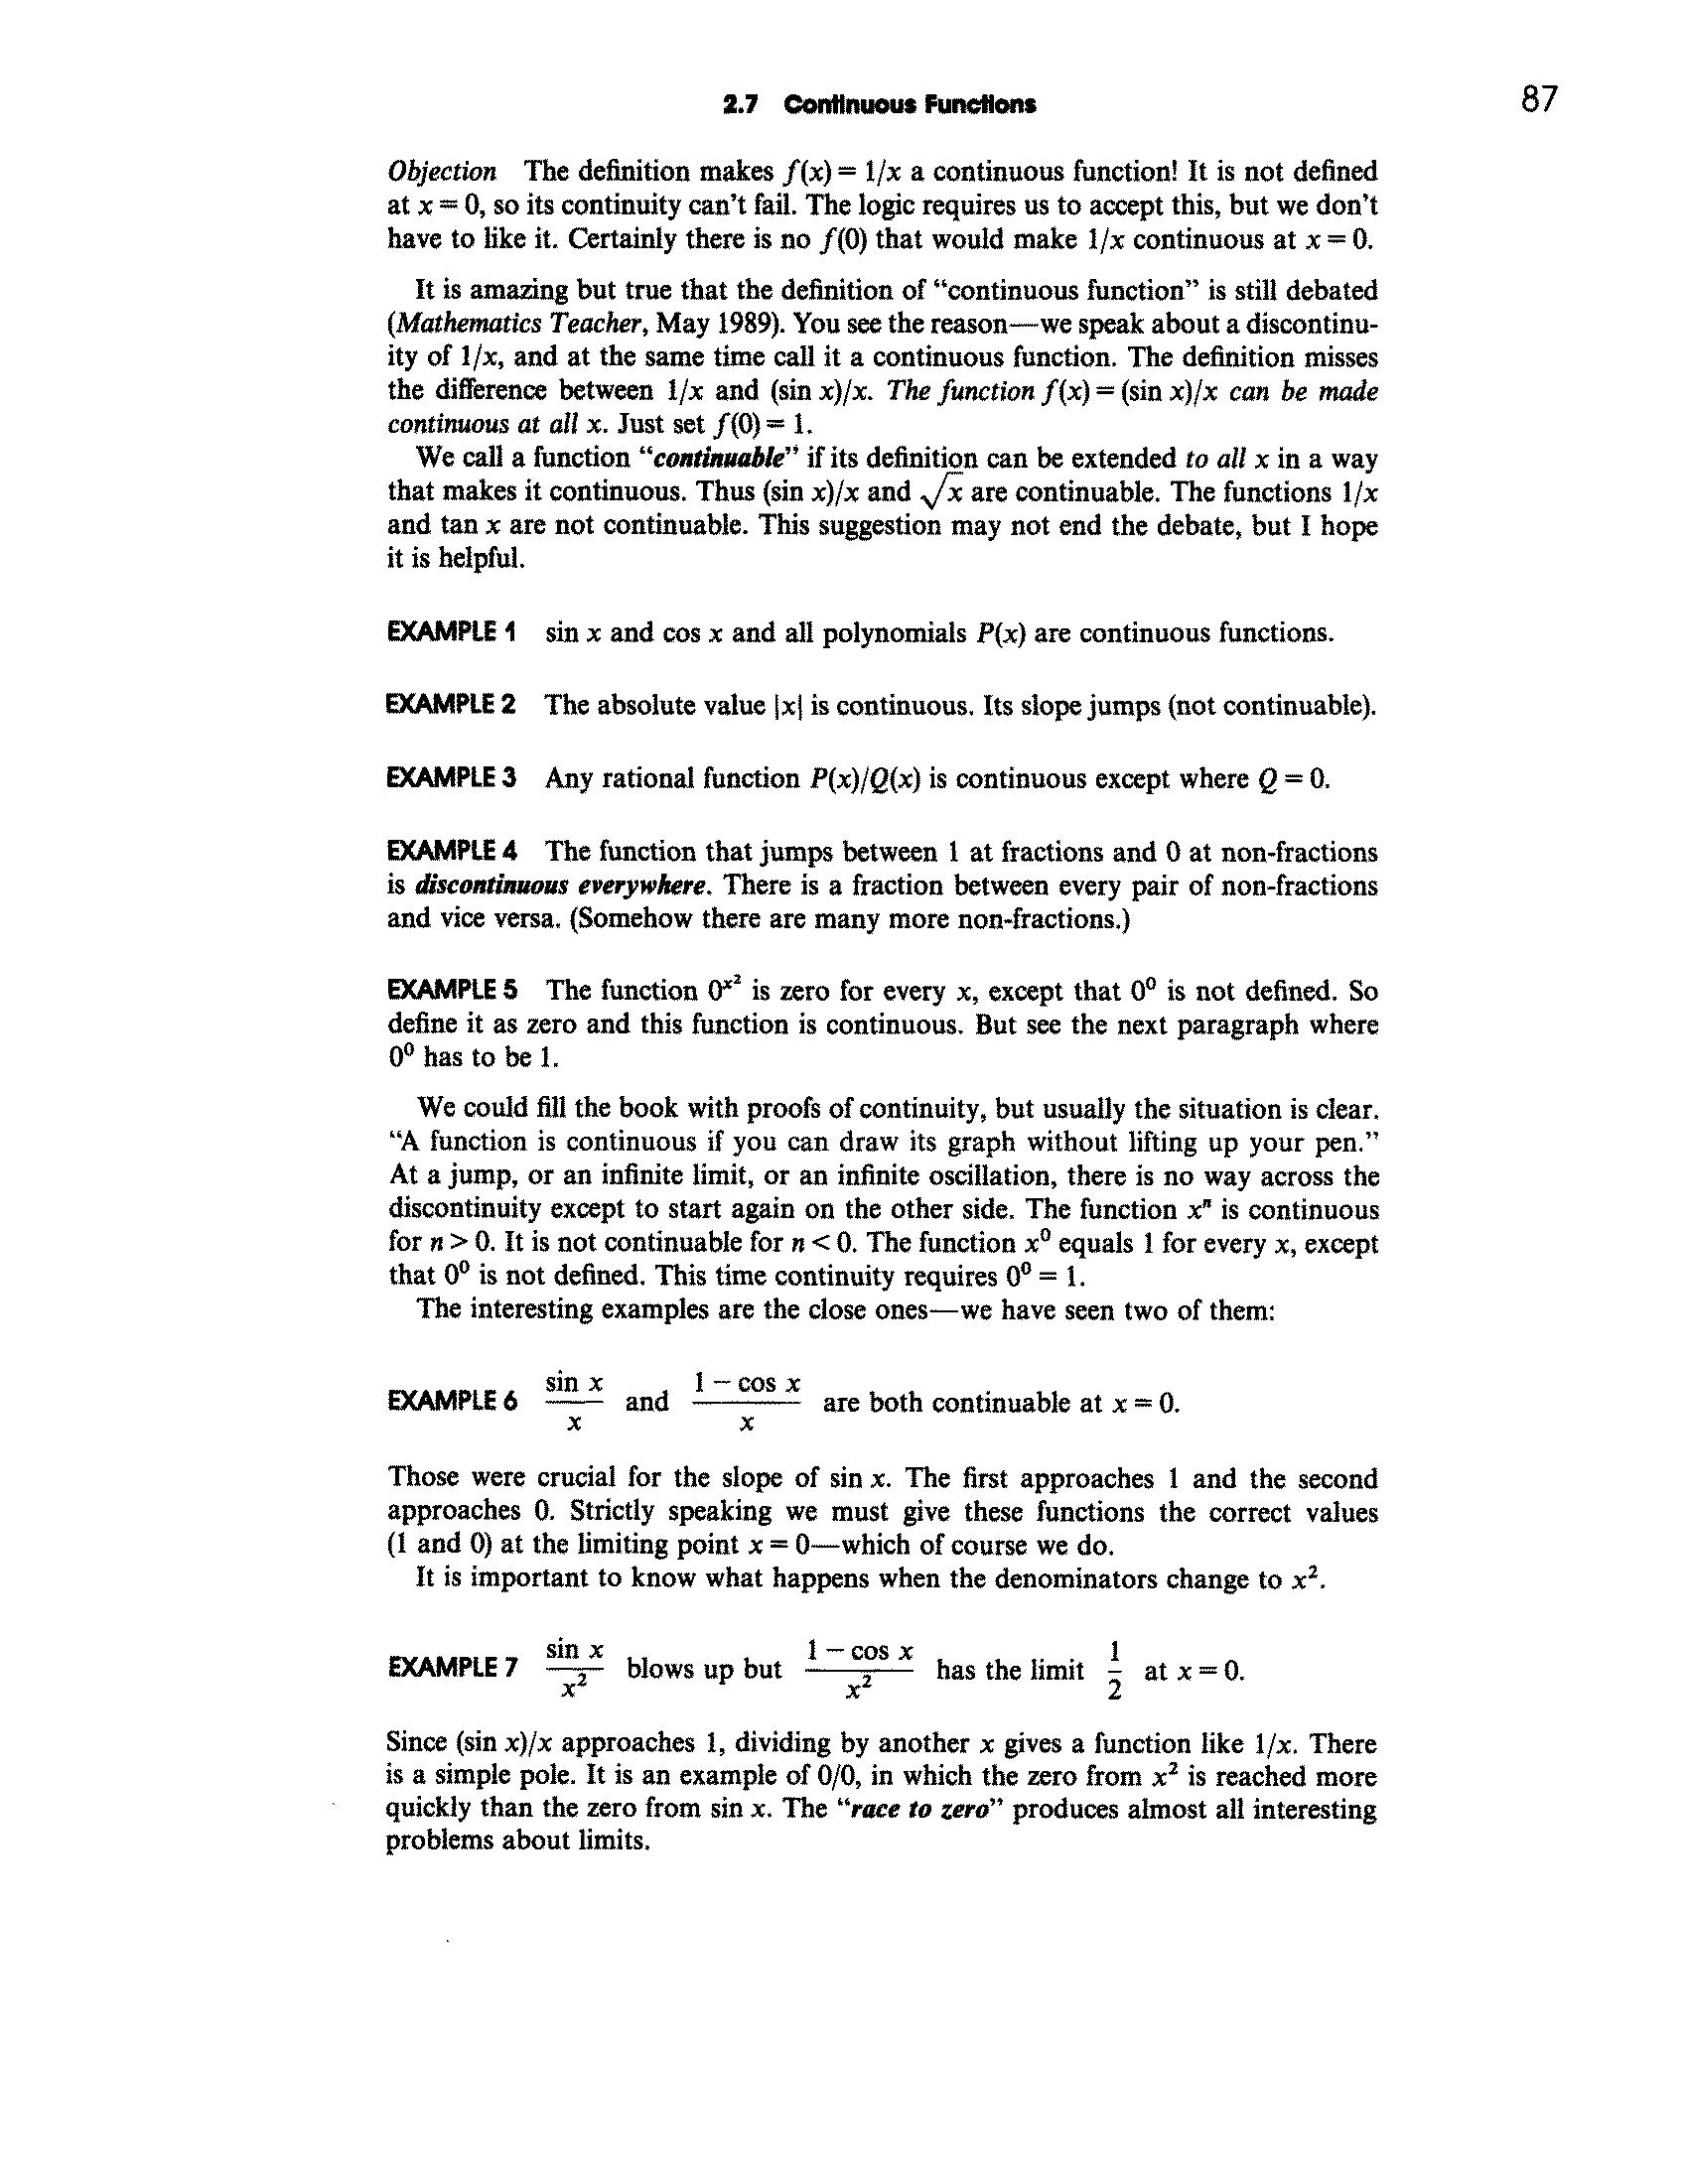 2.7 Continuous Functions 87
Objection The definition makes f(x) = 1/x a continuous function! It is not defined
at x = 0, so its continuity can't fail. The logic requires us to accept this, but we don't
have to like it. Certainly there is no f(0) that would make 1/x continuous at x = 0.
It is amazing but true that the definition of "continuous function" is still debated
(Mathematics Teacher, May 1989). You see the reason—we speak about a discontinu-
ity of 1/x, and at the same time call it a continuous function. The definition misses
the difference between 1/x and (sin x)/x. The function f(x) = (sin x)/x can be made
continuous at all x. Just set f(0) = 1.
We call a function "continuable" if its definition can be extended to all x in a way
that makes it continuous. Thus (sin x)/x and √x are continuable. The functions 1/x
and tan x are not continuable. This suggestion may not end the debate, but I hope
it is helpful.
EXAMPLE 1 sin x and cos x and all polynomials P(x) are continuous functions.
EXAMPLE 2 The absolute value |x| is continuous. Its slope jumps (not continuable).
EXAMPLE 3 Any rational function P(x)/Q(x) is continuous except where Q = 0.
EXAMPLE 4 The function that jumps between 1 at fractions and 0 at non-fractions
is discontinuous everywhere. There is a fraction between every pair of non-fractions
and vice versa. (Somehow there are many more non-fractions.)
EXAMPLE 5 The function 0^x² is zero for every x, except that 0⁰ is not defined. So
define it as zero and this function is continuous. But see the next paragraph where
0⁰ has to be 1.
We could fill the book with proofs of continuity, but usually the situation is clear.
"A function is continuous if you can draw its graph without lifting up your pen."
At a jump, or an infinite limit, or an infinite oscillation, there is no way across the
discontinuity except to start again on the other side. The function xⁿ is continuous
for n > 0. It is not continuable for n < 0. The function x⁰ equals 1 for every x, except
that 0⁰ is not defined. This time continuity requires 0⁰ = 1.
The interesting examples are the close ones—we have seen two of them:
EXAMPLE 6 sin x / x and 1 − cos x / x are both continuable at x = 0.
Those were crucial for the slope of sin x. The first approaches 1 and the second
approaches 0. Strictly speaking we must give these functions the correct values
(1 and 0) at the limiting point x = 0—which of course we do.
It is important to know what happens when the denominators change to x².
EXAMPLE 7 sin x / x² blows up but 1 − cos x / x² has the limit 1/2 at x = 0.
Since (sin x)/x approaches 1, dividing by another x gives a function like 1/x. There
is a simple pole. It is an example of 0/0, in which the zero from x² is reached more
quickly than the zero from sin x. The "race to zero" produces almost all interesting
problems about limits.